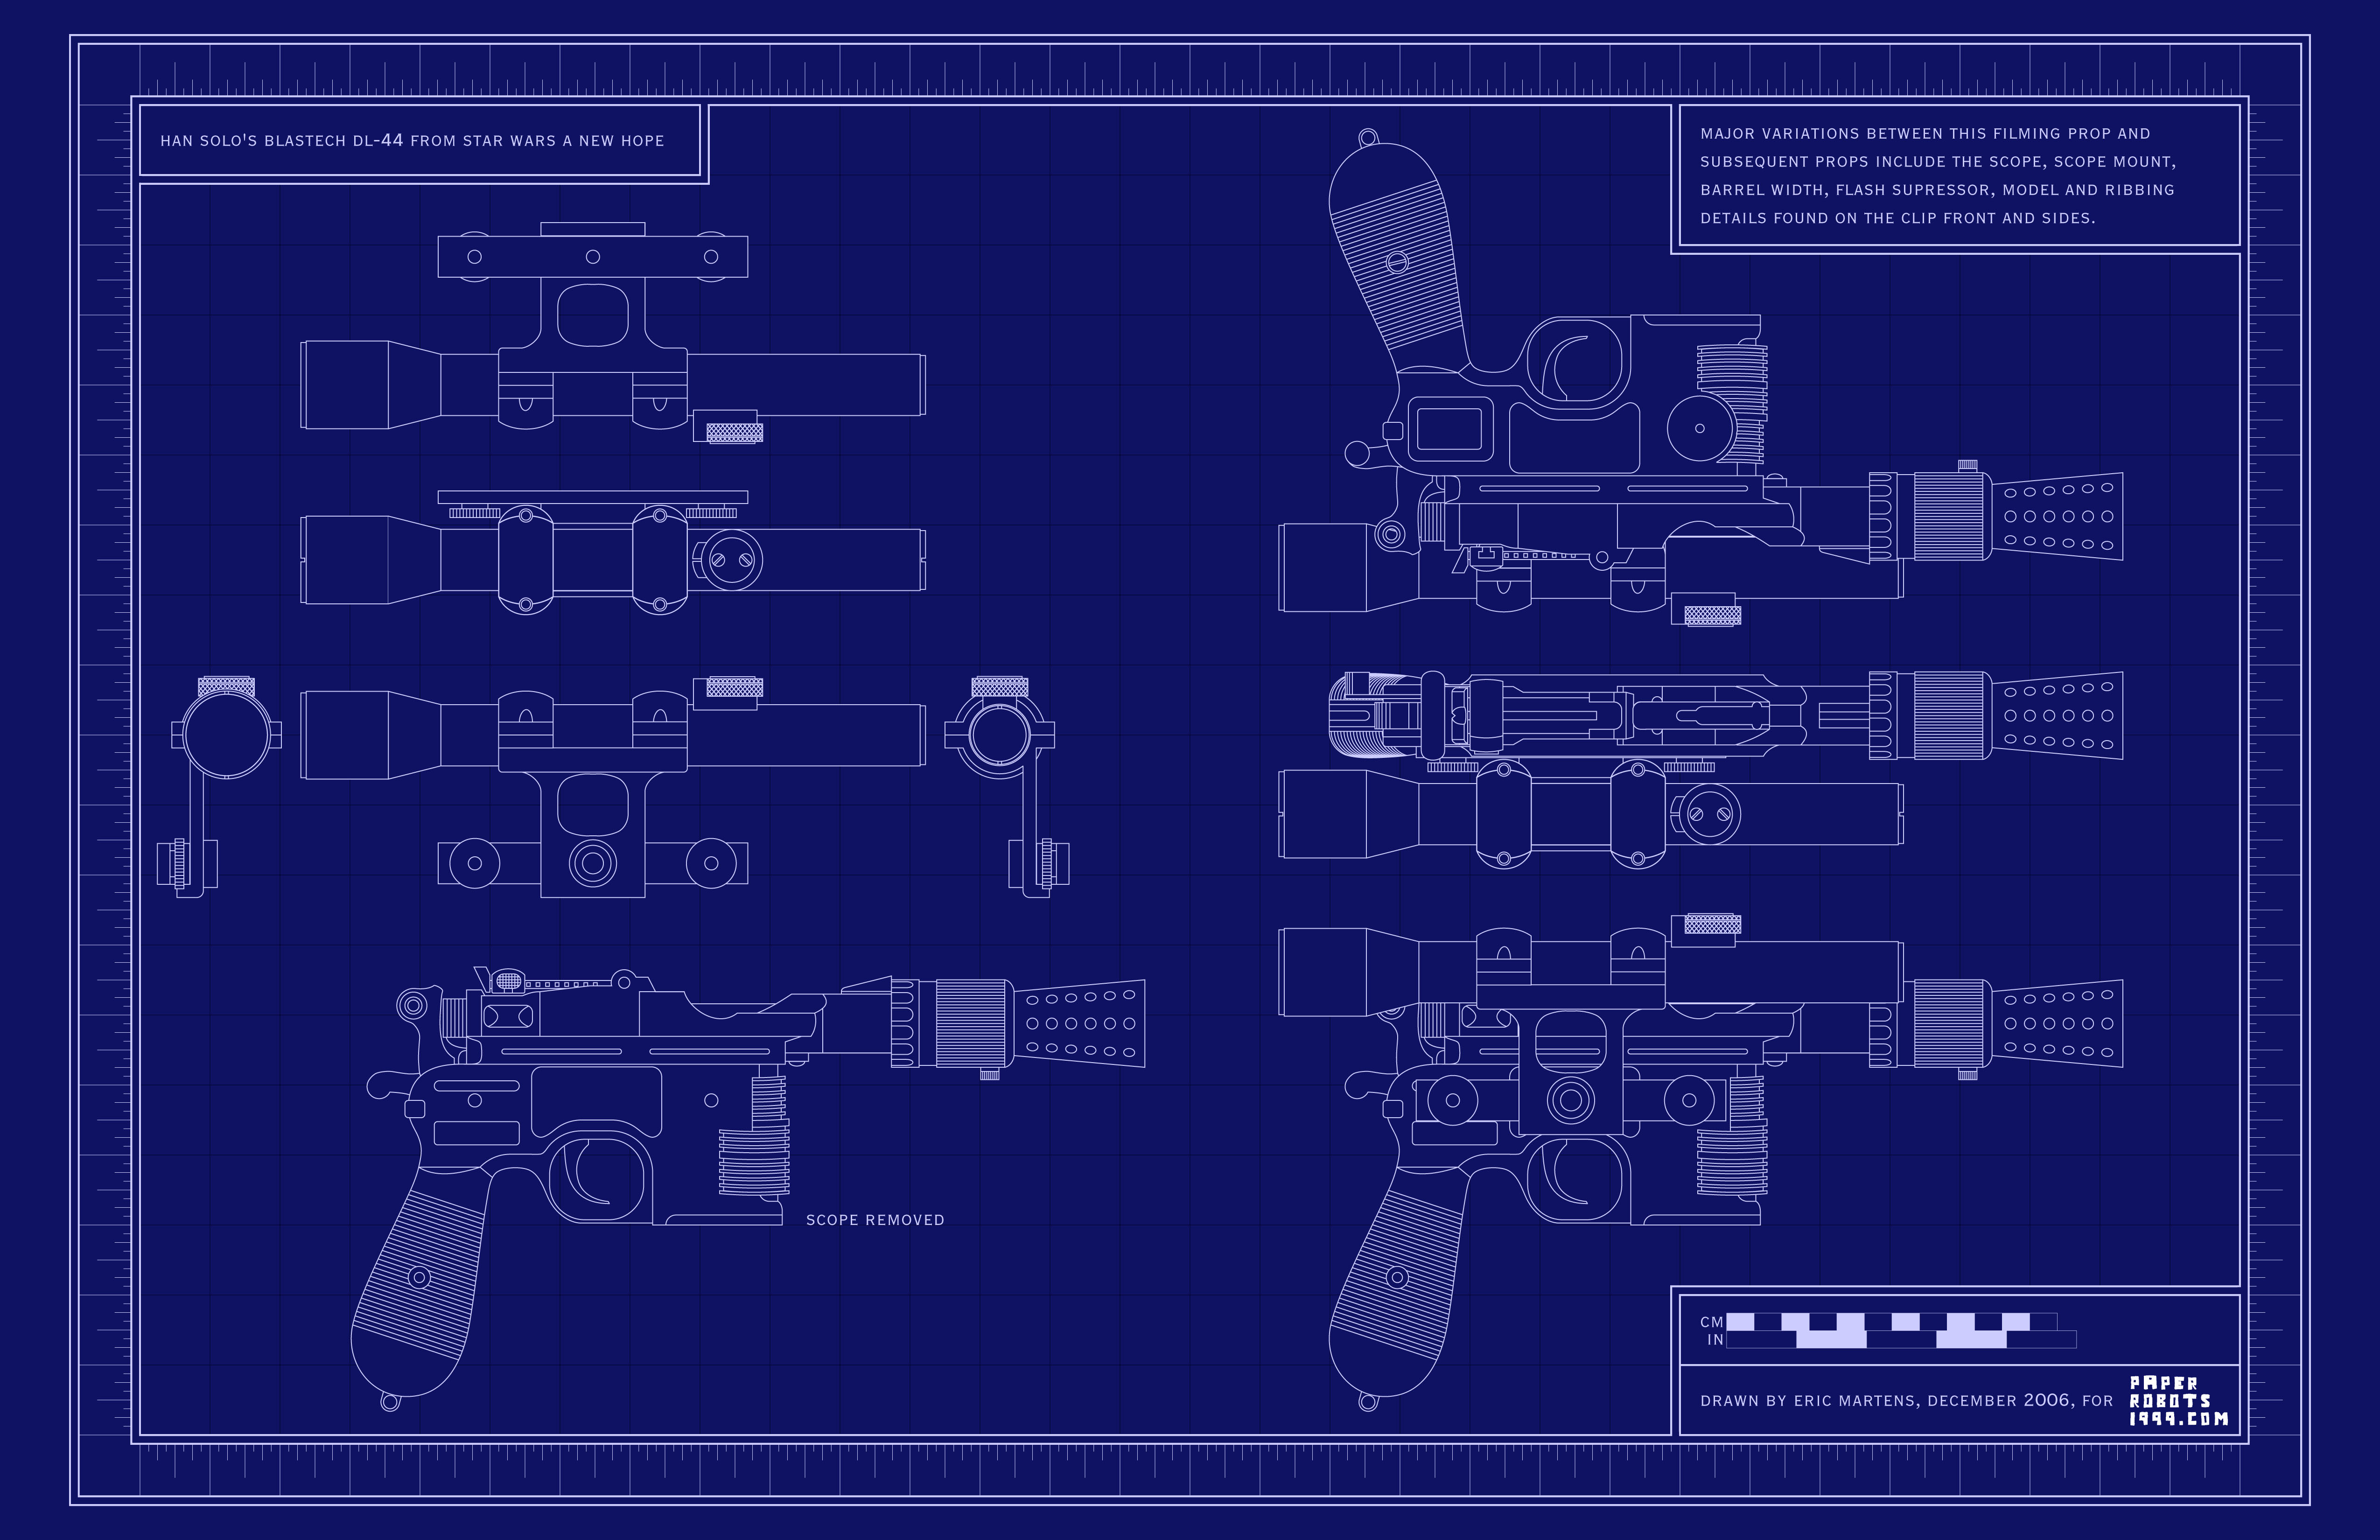 HAN SOLO'S BLASTECH DL-44 FROM STAR WARS A NEW HOPE
MAJOR VARIATIONS BETWEEN THIS FILMING PROP AND
SUBSEQUENT PROPS INCLUDE THE SCOPE, SCOPE MOUNT,
BARREL WIDTH, FLASH SUPRESSOR, MODEL AND RIBBING
DETAILS FOUND ON THE CLIP FRONT AND SIDES.
SCOPE REMOVED
CM
IN
DRAWN BY ERIC MARTENS, DECEMBER 2006, FOR
PAPER
ROBOTS
1999.COM